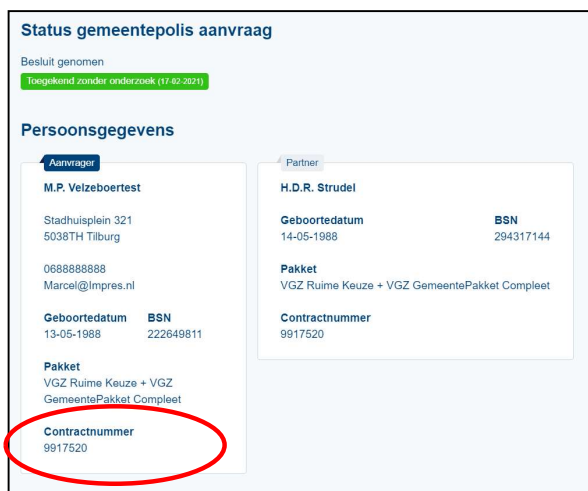 Status gemeentepolis aanvraag
Besluit genomen
Toegekend zonder onderzoek (17-02-2021)
Persoonsgegevens
Aanvrager
M.P. Velzeboertest
Stadhuisplein 321
5038TH Tilburg
0688888888
Marcel@Impres.nl
Geboortedatum BSN
13-05-1988 222649811
Pakket
VGZ Ruime Keuze + VGZ
GemeentePakket Compleet
Contractnummer
9917520
Partner
H.D.R. Strudel
Geboortedatum BSN
14-05-1988 294317144
Pakket
VGZ Ruime Keuze + VGZ GemeentePakket Compleet
Contractnummer
9917520